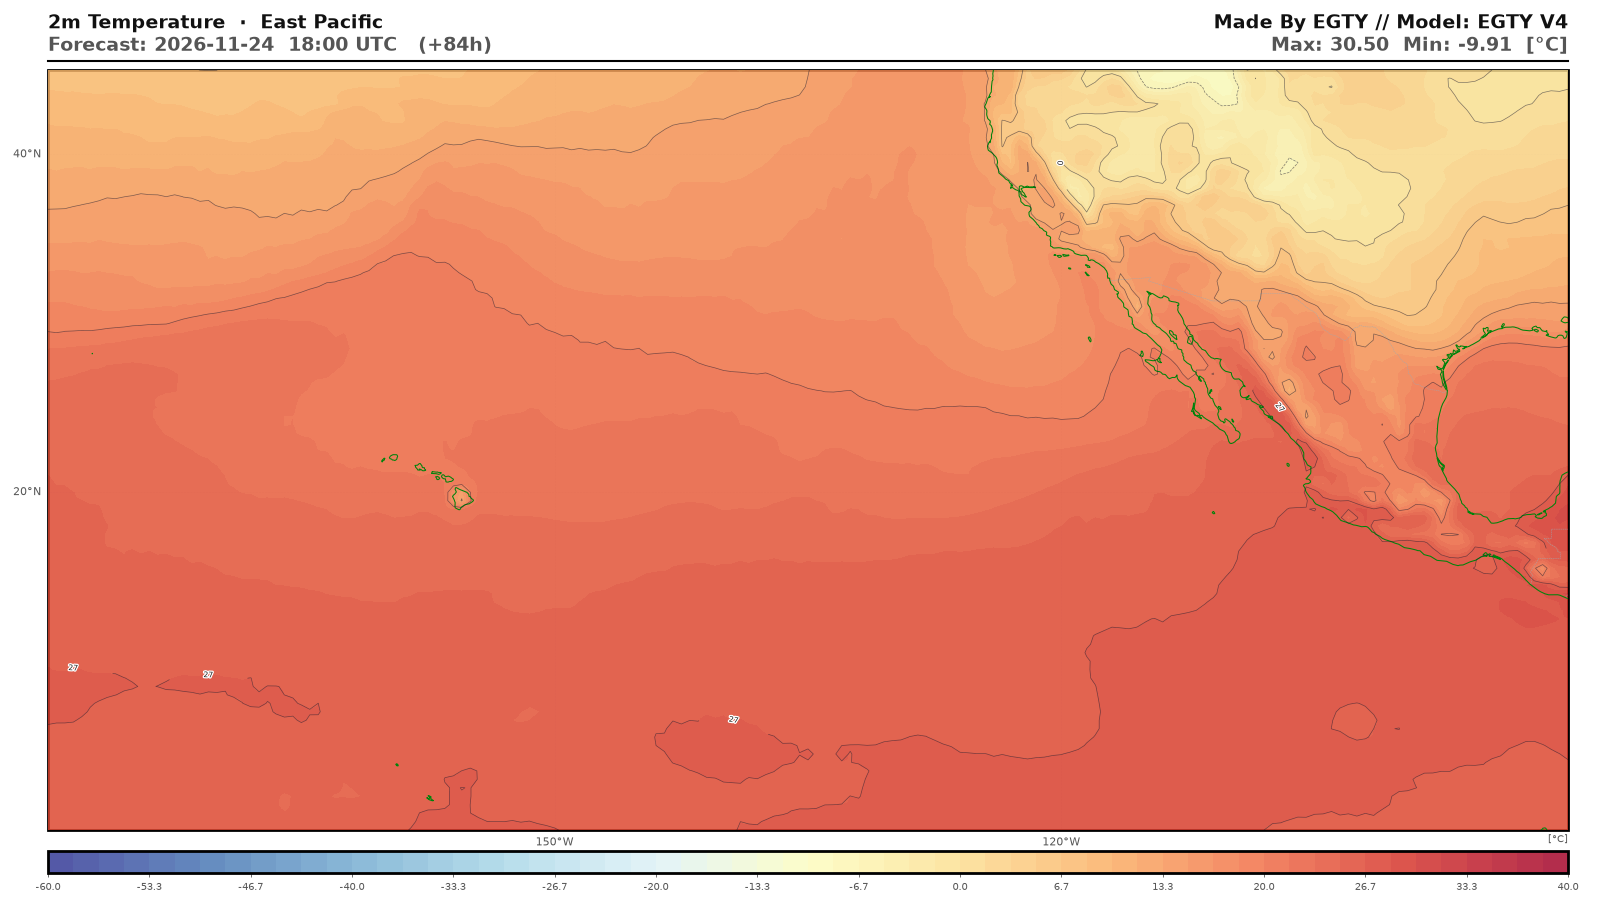 2m Temperature · East Pacific
Made By EGTY // Model: EGTY V4
Forecast: 2026-11-24 18:00 UTC (+84h)
Max: 30.50 Min: -9.91 [°C]
40°N
0
27
20°N
27
27
27
150°W
120°W
[°C]
-60.0 -53.3 -46.7 -40.0 -33.3 -26.7 -20.0 -13.3 -6.7 0.0 6.7 13.3 20.0 26.7 33.3 40.0